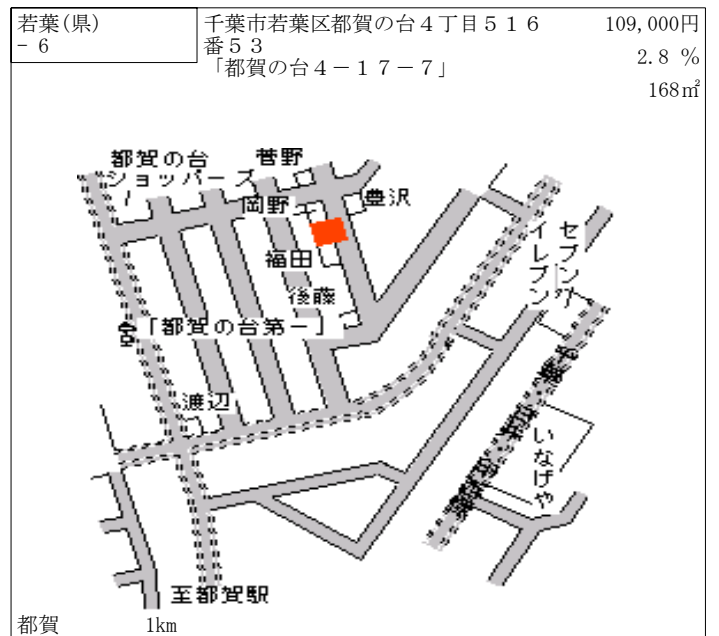 若葉(県)
- 6
千葉市若葉区都賀の台４丁目５１６
番５３
「都賀の台４－１７－７」
109,000円
2.8 %
168㎡
都賀の台
ショッパーズ
菅野
岡野
豊沢
福田
後藤
「都賀の台第一」
渡辺
セブン
イレブン
いなげや
至都賀駅
都賀
1km